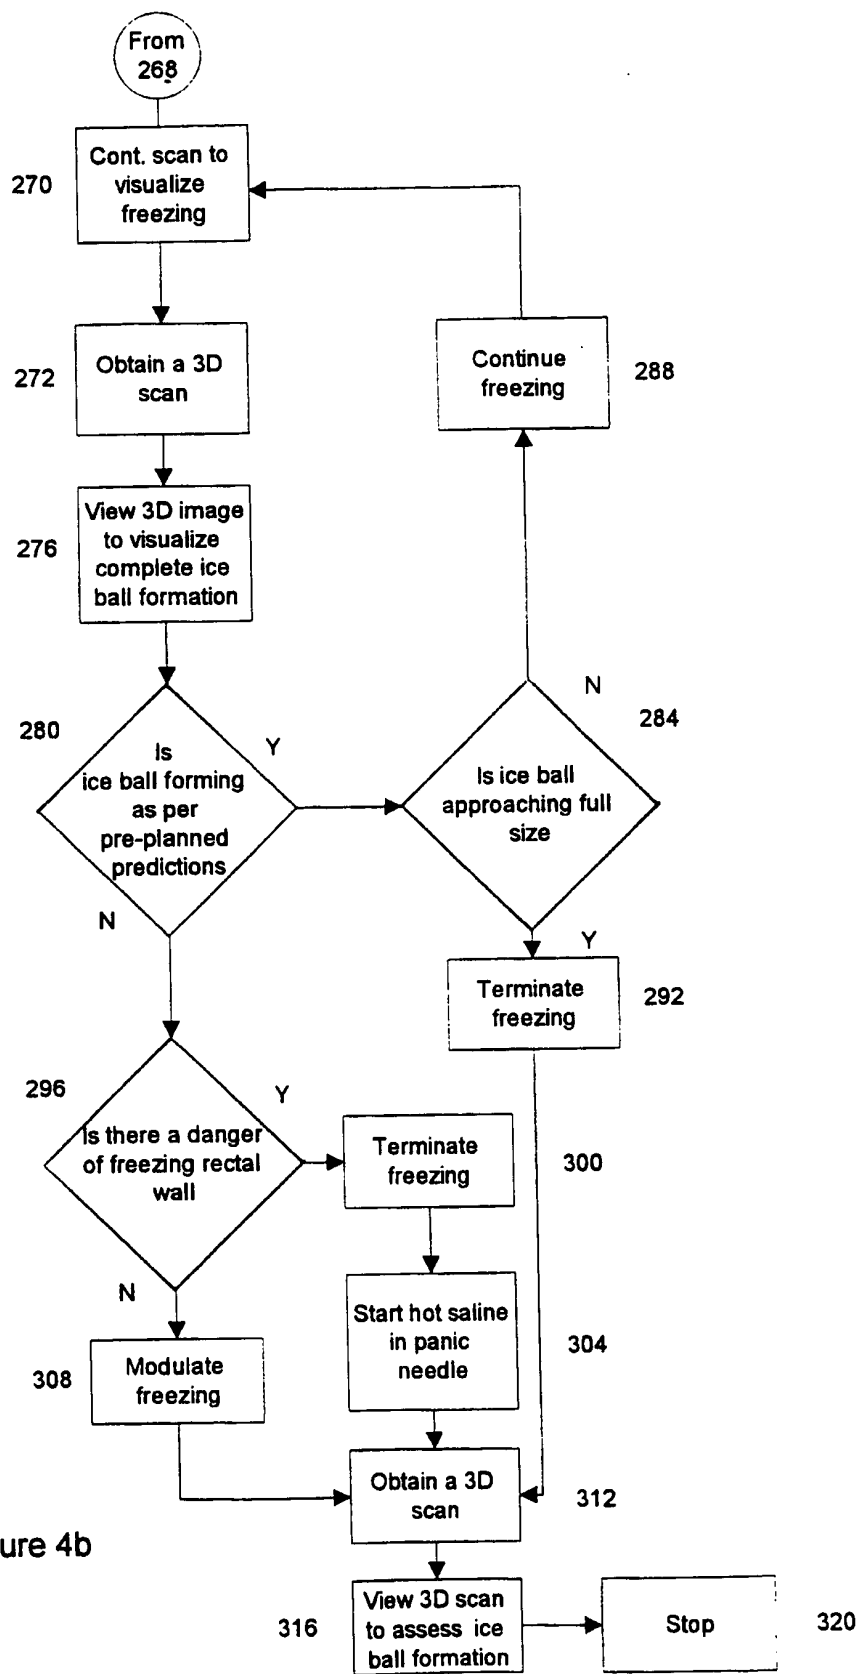 From
268
Cont. scan to
visualize
freezing
270
Obtain a 3D
scan
272
Continue
freezing
288
View 3D image
to visualize
complete ice
ball formation
276
N
280
284
Y
Is
ice ball forming
as per
pre-planned
predictions
Is ice ball
approaching full
size
N
Y
Terminate
freezing
292
296
Y
Is there a danger
of freezing rectal
wall
Terminate
freezing
300
N
Start hot saline
in panic
needle
304
308
Modulate
freezing
Obtain a 3D
scan
312
ure 4b
316
View 3D scan
to assess ice
ball formation
Stop
320